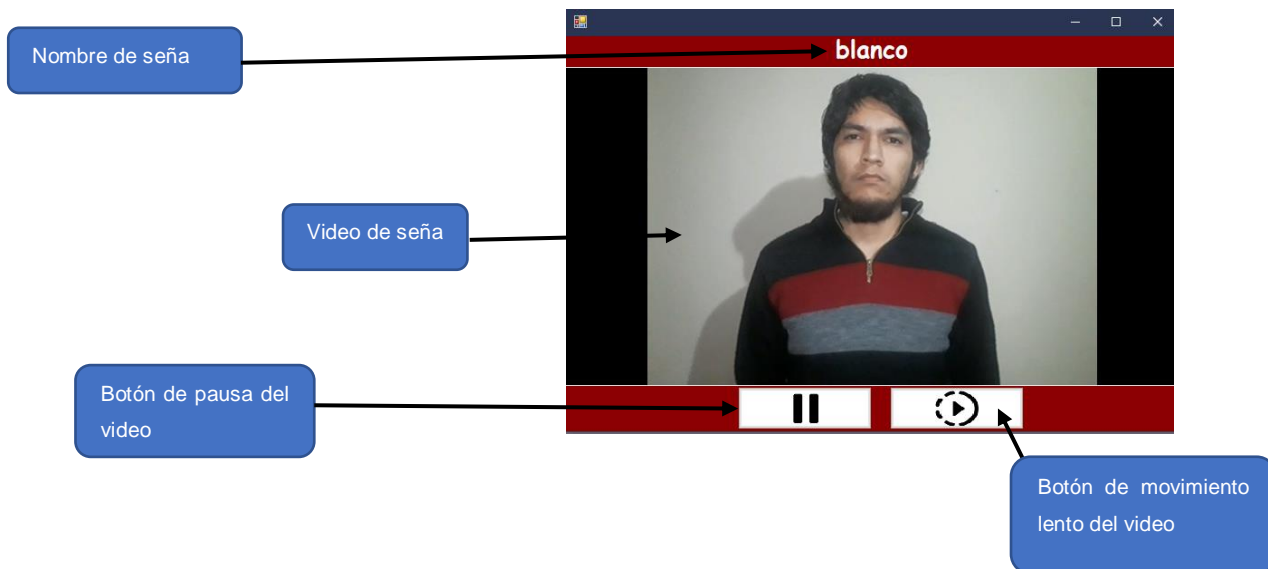 blanco
Nombre de seña
Video de seña
Botón de pausa del
video
Botón de movimiento
lento del video